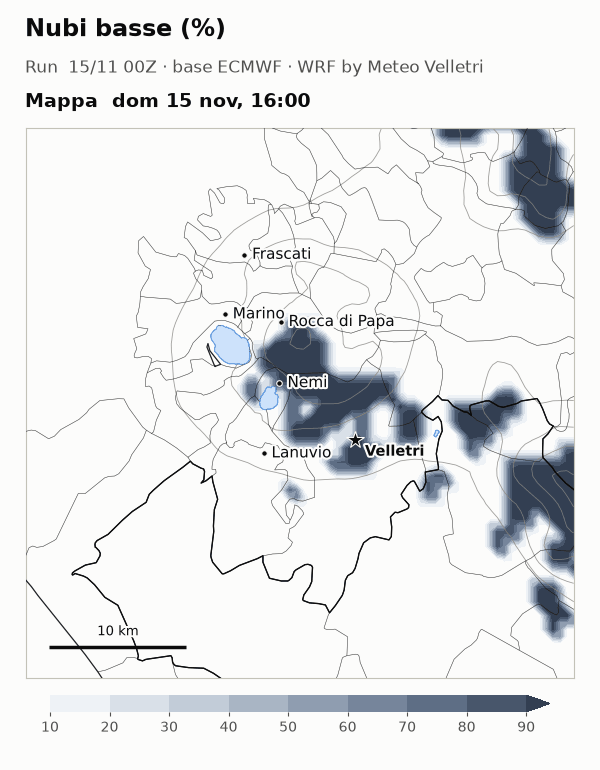 Nubi basse (%)
Run  15/11 00Z · base ECMWF · WRF by Meteo Velletri
Mappa  dom 15 nov, 16:00
Frascati
Marino
Rocca di Papa
Nemi
Velletri
Lanuvio
10 km
10 20 30 40 50 60 70 80 90